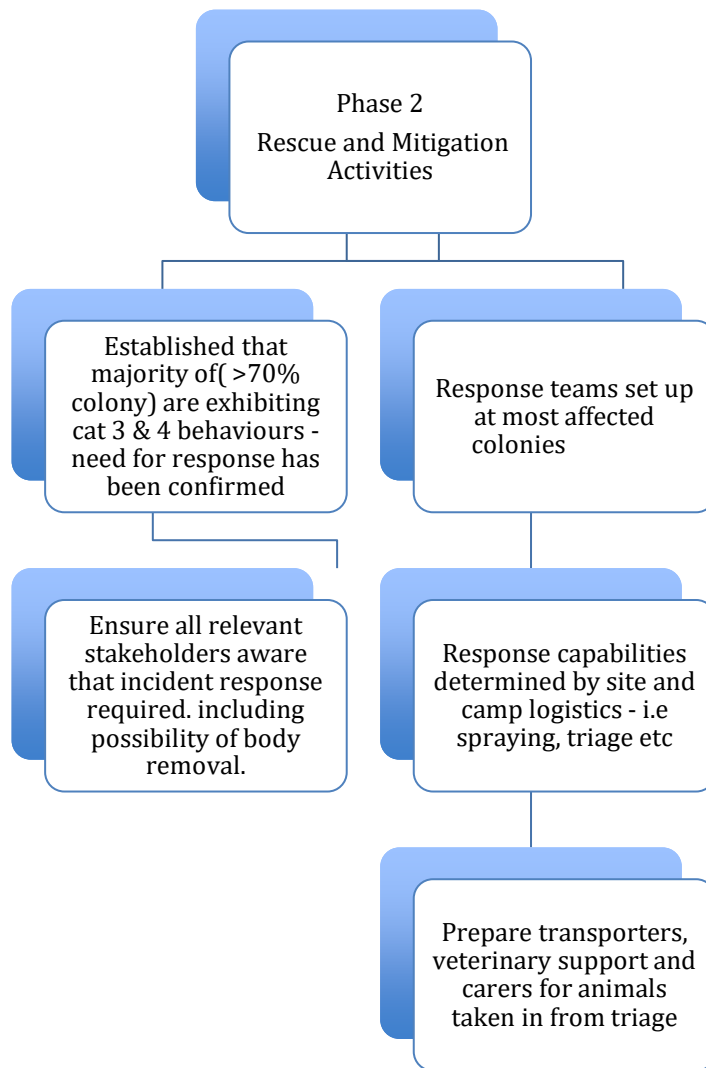 Phase 2
Rescue and Mitigation
Activities
Established that
majority of( >70%
colony) are exhibiting
cat 3 & 4 behaviours -
need for response has
been confirmed
Ensure all relevant
stakeholders aware
that incident response
required. including
possibility of body
removal.
Response teams set up
at most affected
colonies
Response capabilities
determined by site and
camp logistics - i.e
spraying, triage etc
Prepare transporters,
veterinary support and
carers for animals
taken in from triage